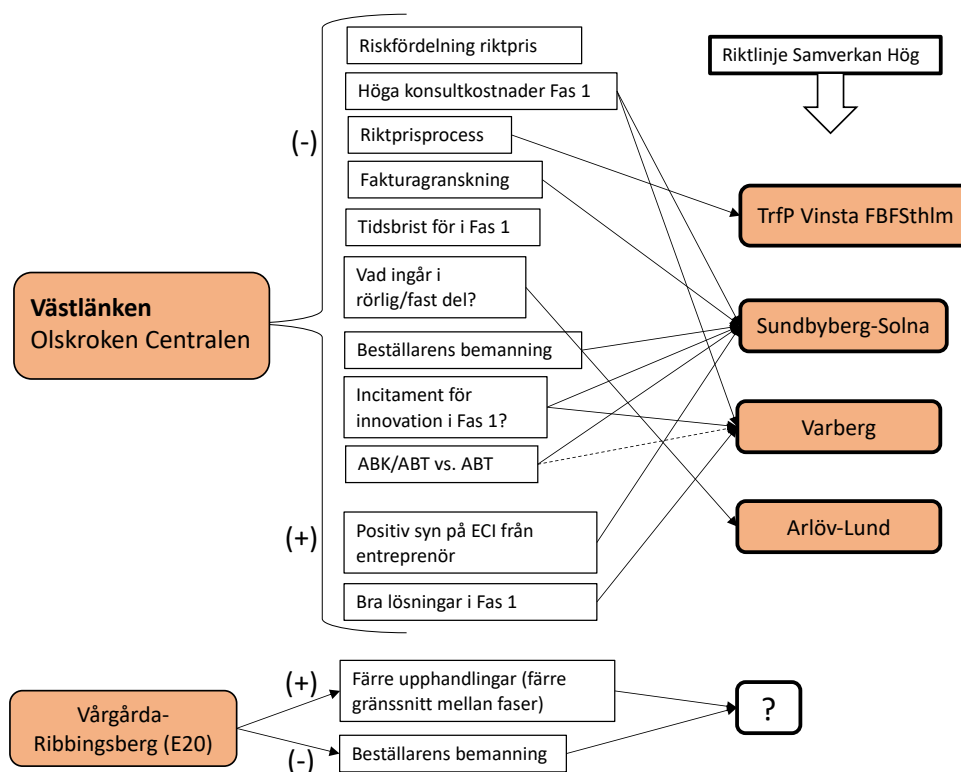 Riskfördelning riktpris
Riktlinje Samverkan Hög
Höga konsultkostnader Fas 1
(-)
Riktprisprocess
Fakturagranskning
TrfP Vinsta FBFSthlm
Tidsbrist för i Fas 1
Vad ingår i
rörlig/fast del?
Västlänken
Olskroken Centralen
Sundbyberg-Solna
Beställarens bemanning
Incitament för
innovation i Fas 1?
Varberg
ABK/ABT vs. ABT
(+)
Positiv syn på ECI från
entreprenör
Arlöv-Lund
Bra lösningar i Fas 1
(+)
Färre upphandlingar (färre
gränssnitt mellan faser)
?
Vårgårda-
Ribbingsberg (E20)
(-)
Beställarens bemanning